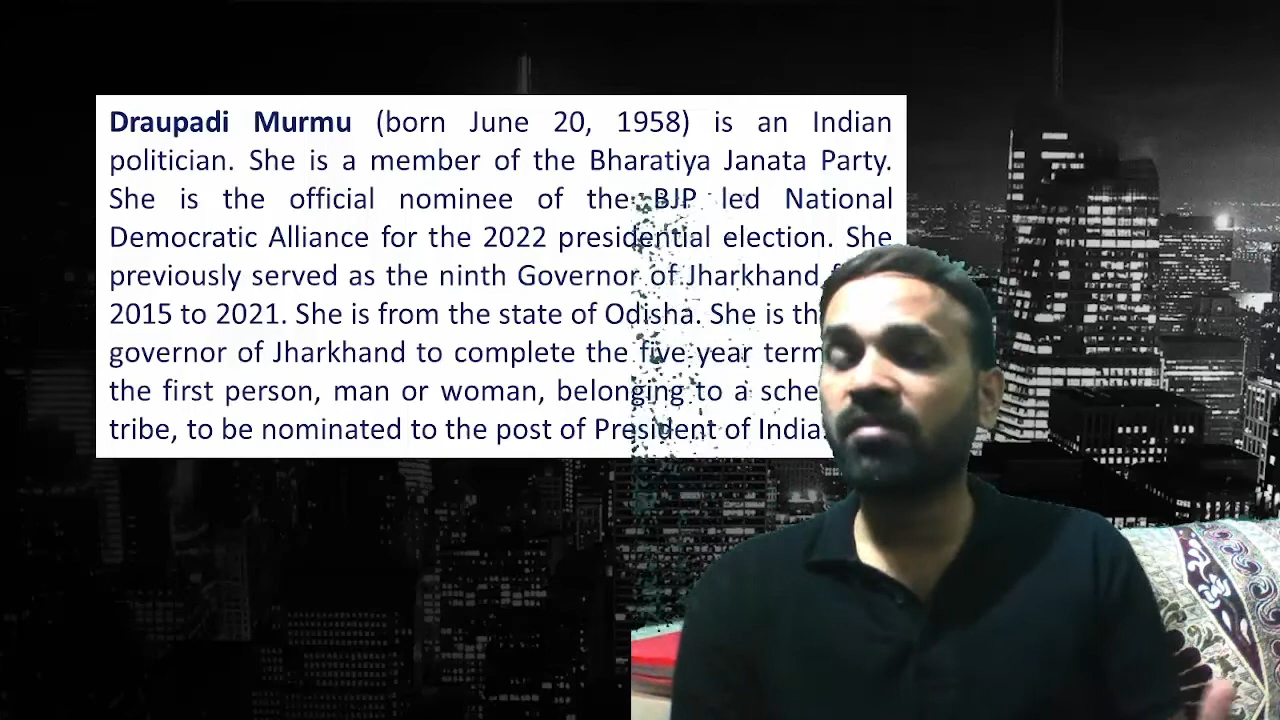 Draupadi Murmu (born June 20, 1958) is an Indian
politician. She is a member of the Bharatiya Janata Party.
She is the official nominee of the BJP led National
Democratic Alliance for the 2022 presidential election. She
previously served as the ninth Governor of Jharkhand
2015 to 2021. She is from the state of Odisha. She is
governor of Jharkhand to complete the five-year term
the first person, man or woman, belonging to a
tribe, to be nominated to the post of President of India.